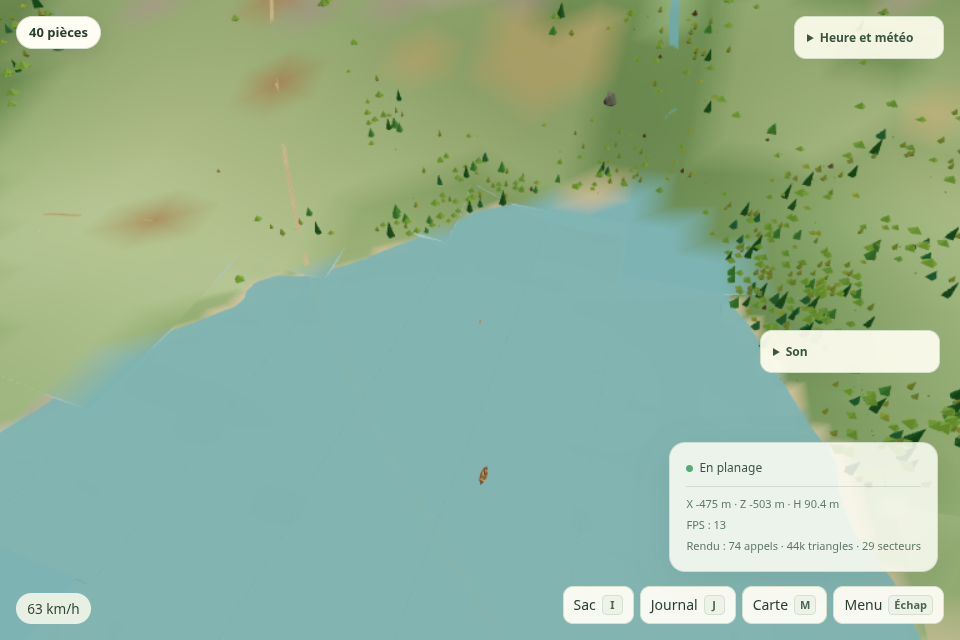 40 pièces
▶ Heure et météo
▶ Son
En planage
X -475 m · Z -503 m · H 90.4 m
FPS : 13
Rendu : 74 appels · 44k triangles · 29 secteurs
63 km/h
Sac I
Journal J
Carte M
Menu Échap